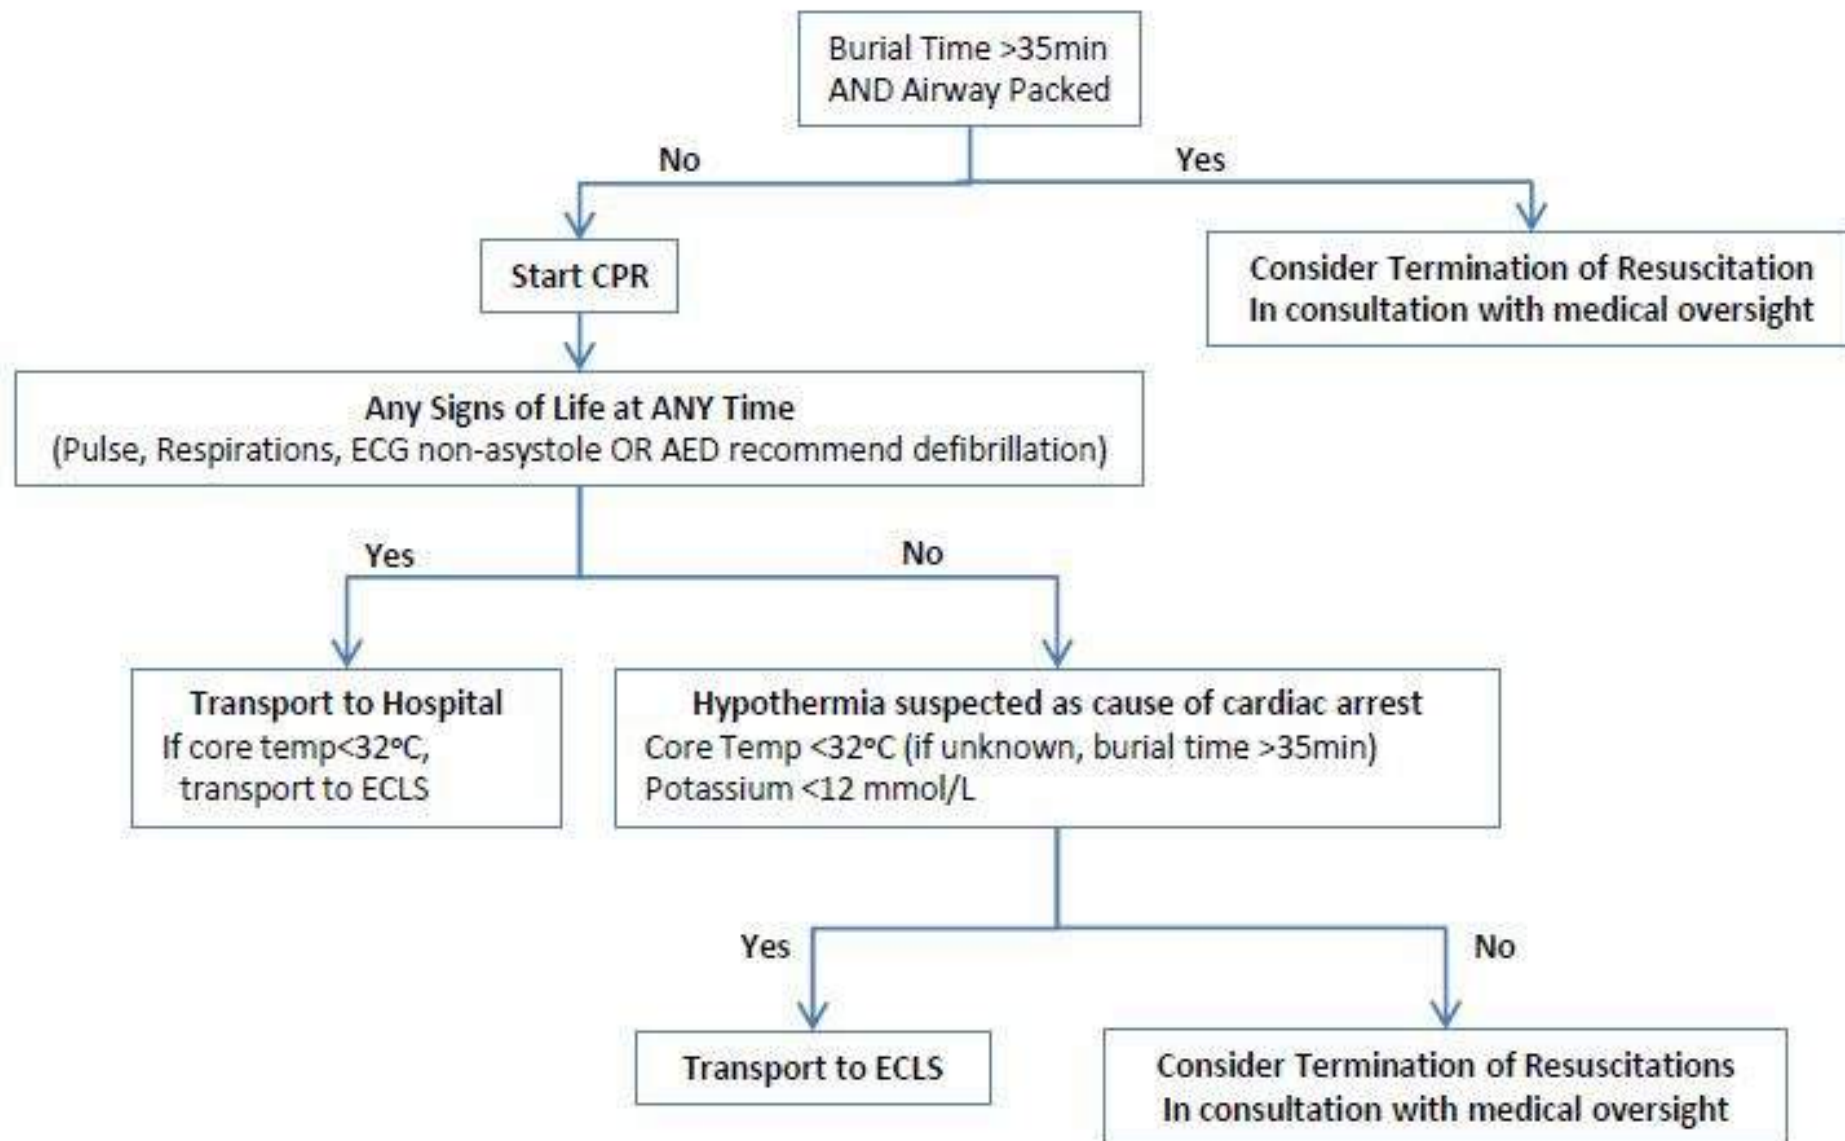 Burial Time >35min
AND Airway Packed
No
Yes
Start CPR
Consider Termination of Resuscitation
In consultation with medical oversight
Any Signs of Life at ANY Time
(Pulse, Respirations, ECG non-asystole OR AED recommend defibrillation)
Yes
No
Transport to Hospital
If core temp<32°C,
transport to ECLS
Hypothermia suspected as cause of cardiac arrest
Core Temp <32°C (if unknown, burial time >35min)
Potassium <12 mmol/L
Yes
No
Transport to ECLS
Consider Termination of Resuscitations
In consultation with medical oversight